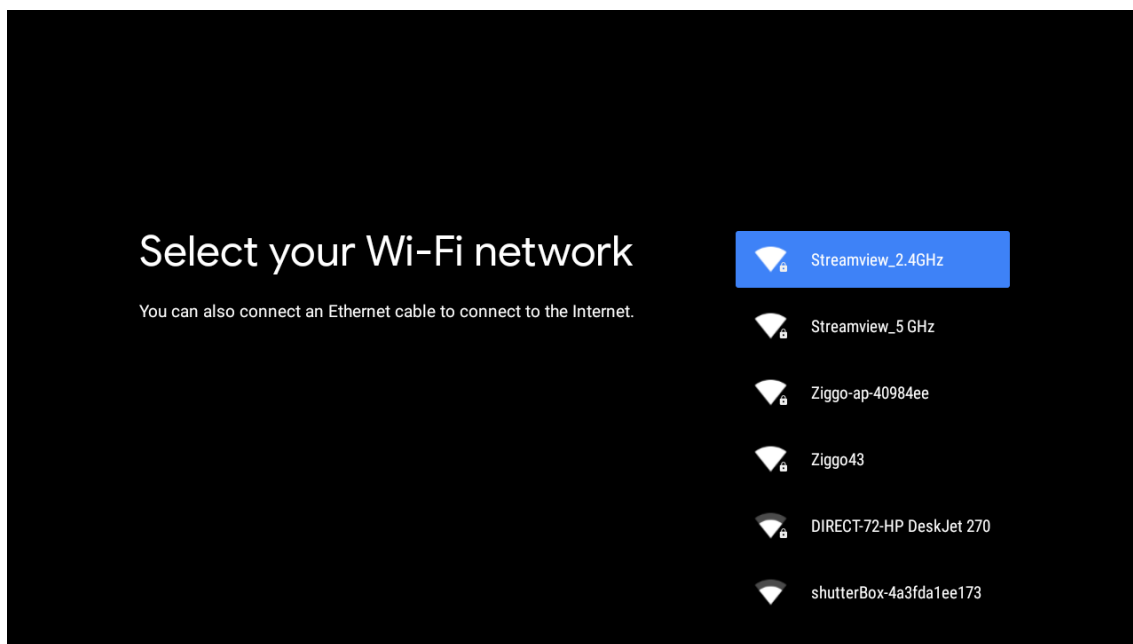 Select your Wi-Fi network
You can also connect an Ethernet cable to connect to the Internet.
Streamview_2.4GHz
Streamview_5 GHz
Ziggo-ap-40984ee
Ziggo43
DIRECT-72-HP DeskJet 270
shutterBox-4a3fda1ee173